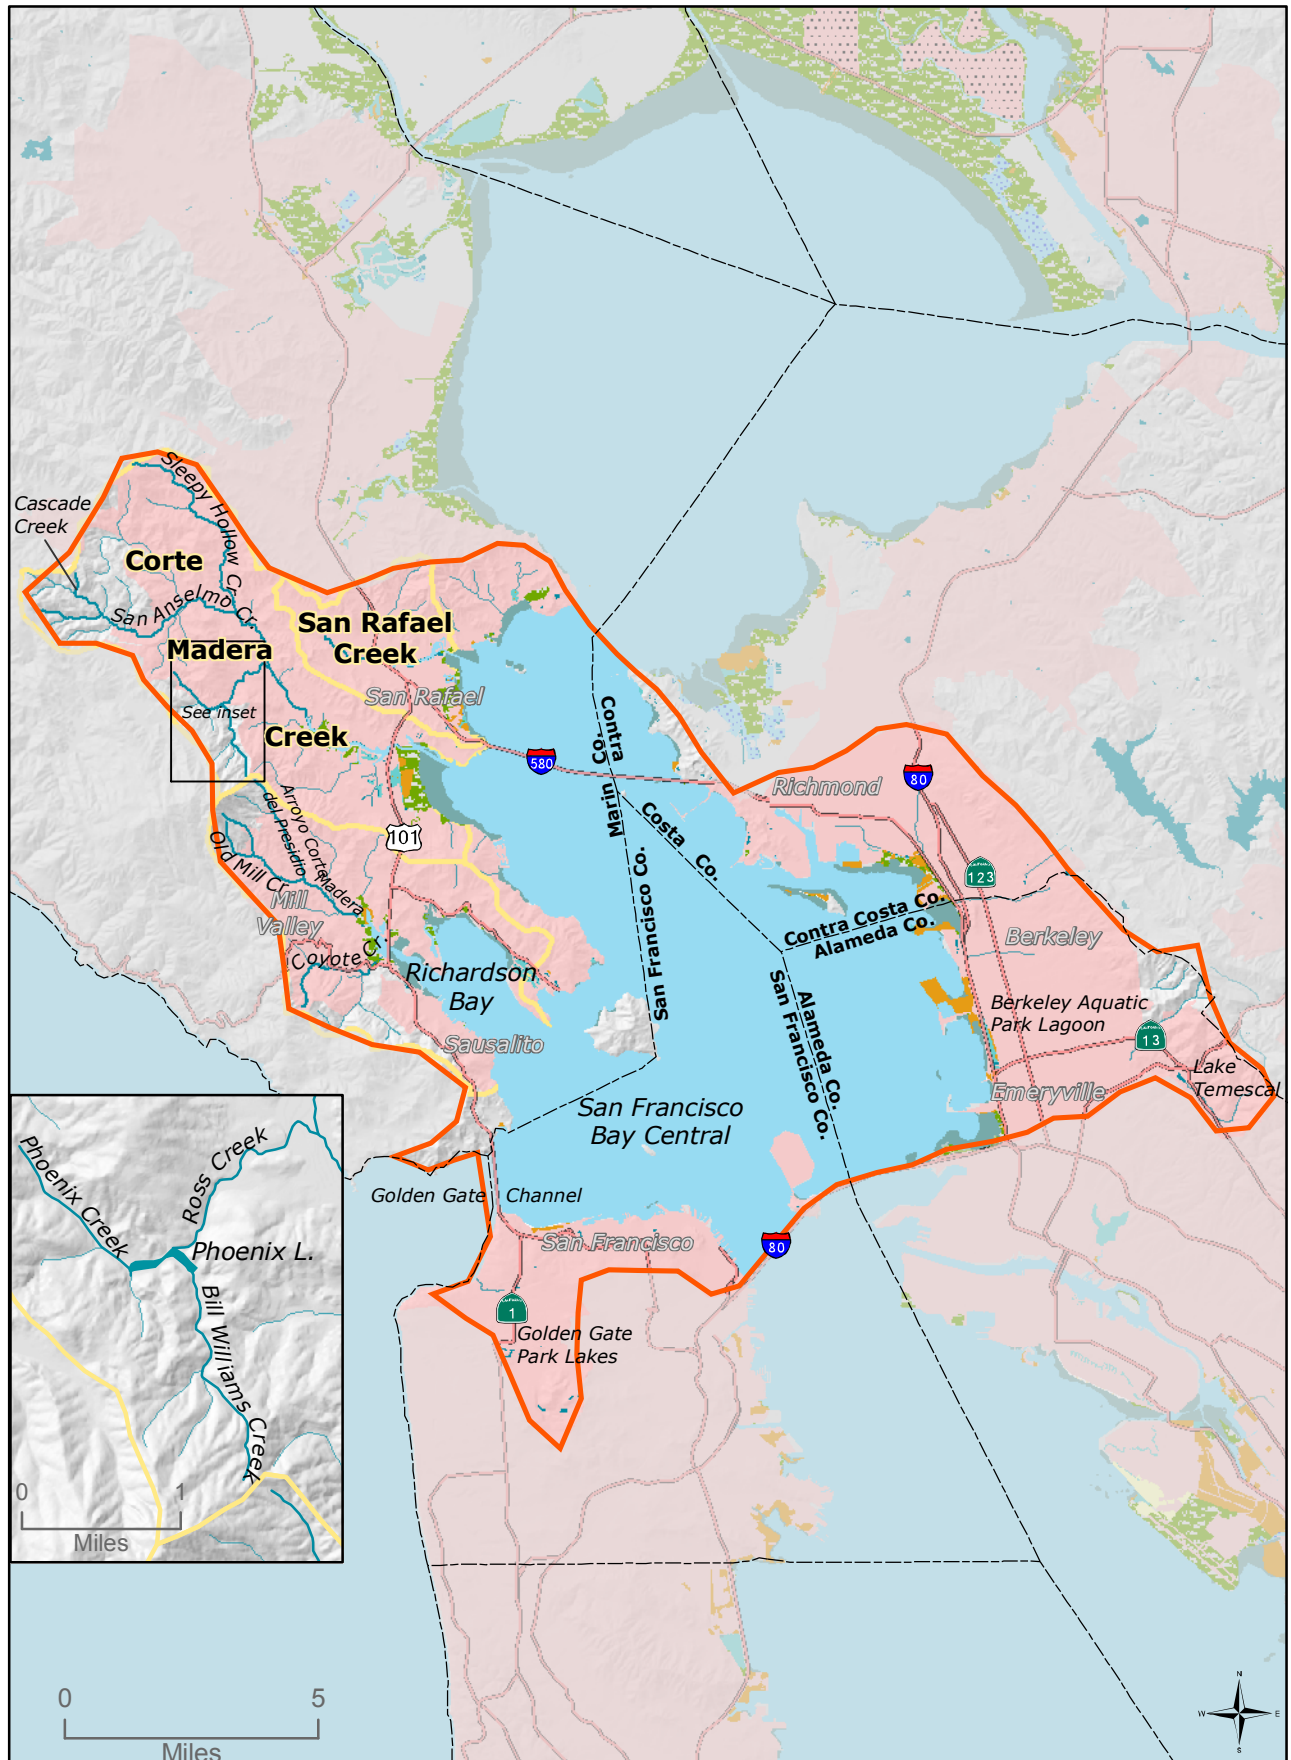 Sleepy Hollow Cr.
Cascade
Creek
Corte
San Anselmo Cr.
San Rafael
Creek
Madera
San Rafael
See inset
Creek
Contra
Co.
Marin
580
Richmond
80
Arroyo Corte Madera
del Presidio
101
Costa Co.
Old Mill Cr.
San Francisco Co.
123
Mill
Valley
Contra Costa Co.
Alameda Co.
Berkeley
Coyote Cr.
Richardson
Bay
Alameda Co.
San Francisco Co.
Berkeley Aquatic
Park Lagoon
13
Sausalito
Lake
Temescal
Emeryville
San Francisco
Bay Central
Golden Gate Channel
San Francisco
80
1
Golden Gate
Park Lakes
Phoenix Creek
Ross Creek
Phoenix L.
Bill Williams Creek
0 1
Miles
0 5
Miles
N
W E
S